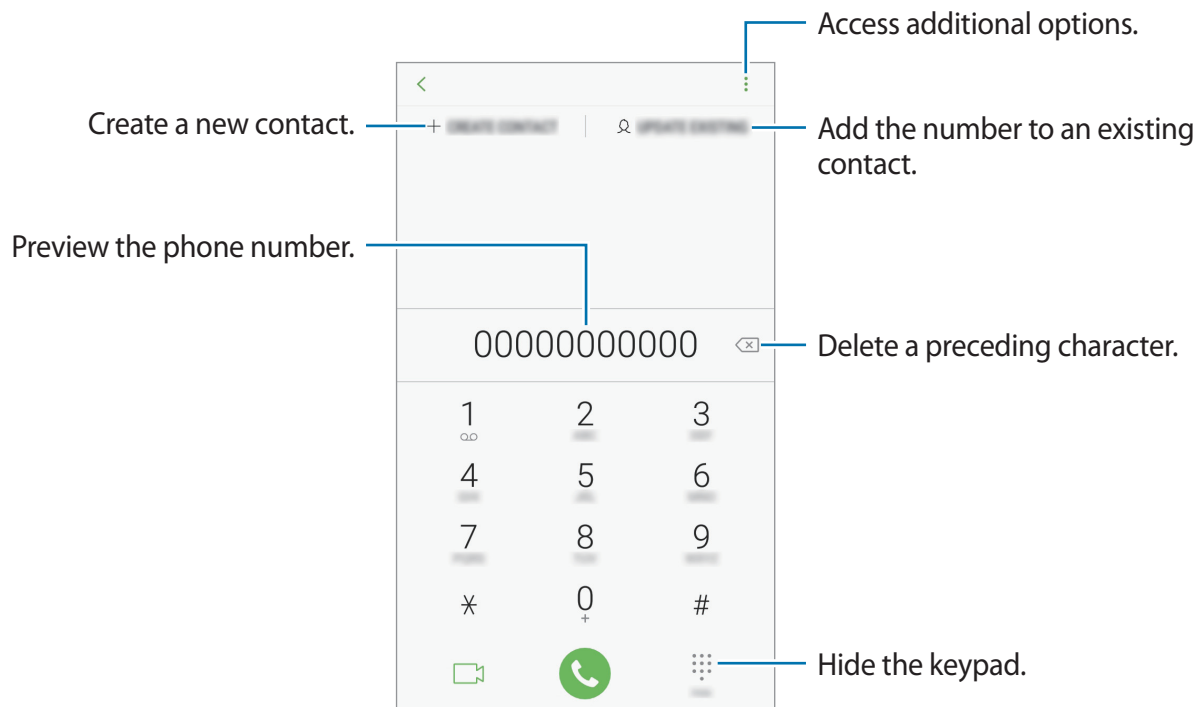 Access additional options.
Create a new contact.
Add the number to an existing
contact.
Preview the phone number.
00000000000
Delete a preceding character.
1 2 3
4 5 6
7 8 9
* 0 #
+
Hide the keypad.